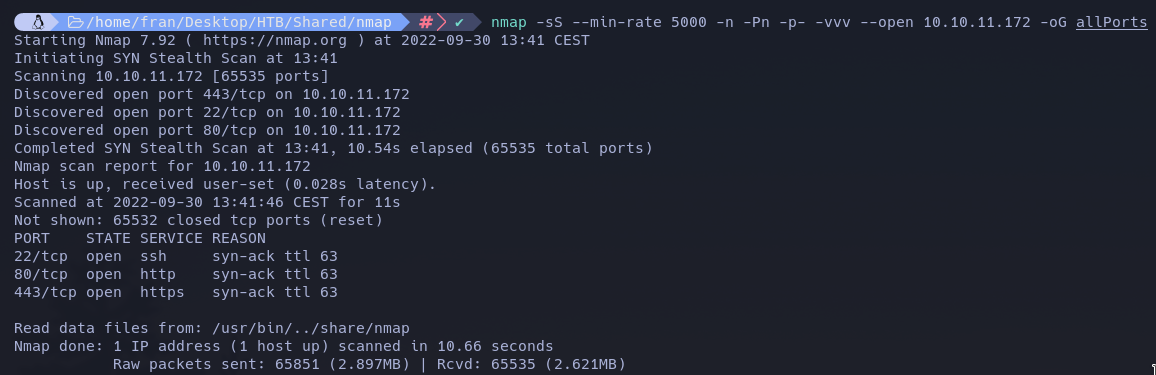 /home/fran/Desktop/HTB/Shared/nmap # ✔ nmap -sS --min-rate 5000 -n -Pn -p- -vvv --open 10.10.11.172 -oG allPorts
Starting Nmap 7.92 ( https://nmap.org ) at 2022-09-30 13:41 CEST
Initiating SYN Stealth Scan at 13:41
Scanning 10.10.11.172 [65535 ports]
Discovered open port 443/tcp on 10.10.11.172
Discovered open port 22/tcp on 10.10.11.172
Discovered open port 80/tcp on 10.10.11.172
Completed SYN Stealth Scan at 13:41, 10.54s elapsed (65535 total ports)
Nmap scan report for 10.10.11.172
Host is up, received user-set (0.028s latency).
Scanned at 2022-09-30 13:41:46 CEST for 11s
Not shown: 65532 closed tcp ports (reset)
PORT    STATE SERVICE REASON
22/tcp  open  ssh     syn-ack ttl 63
80/tcp  open  http    syn-ack ttl 63
443/tcp open  https   syn-ack ttl 63
Read data files from: /usr/bin/../share/nmap
Nmap done: 1 IP address (1 host up) scanned in 10.66 seconds
           Raw packets sent: 65851 (2.897MB) | Rcvd: 65535 (2.621MB)